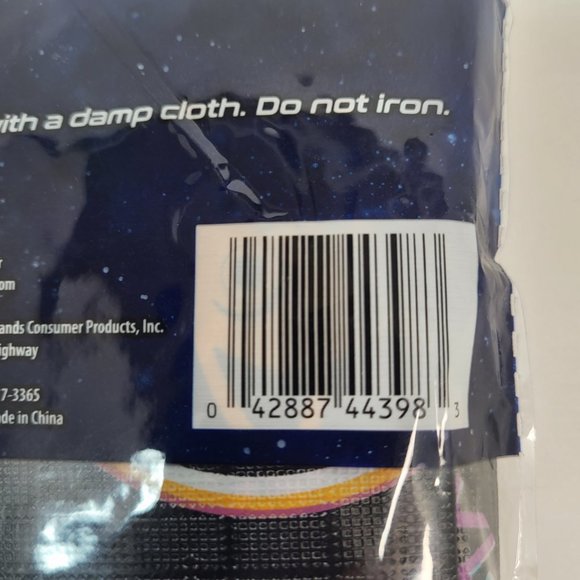 with a damp cloth. Do not iron.
r
om
ands Consumer Products, Inc.
ighway
7-3365
de in China
0 42887 44398 3